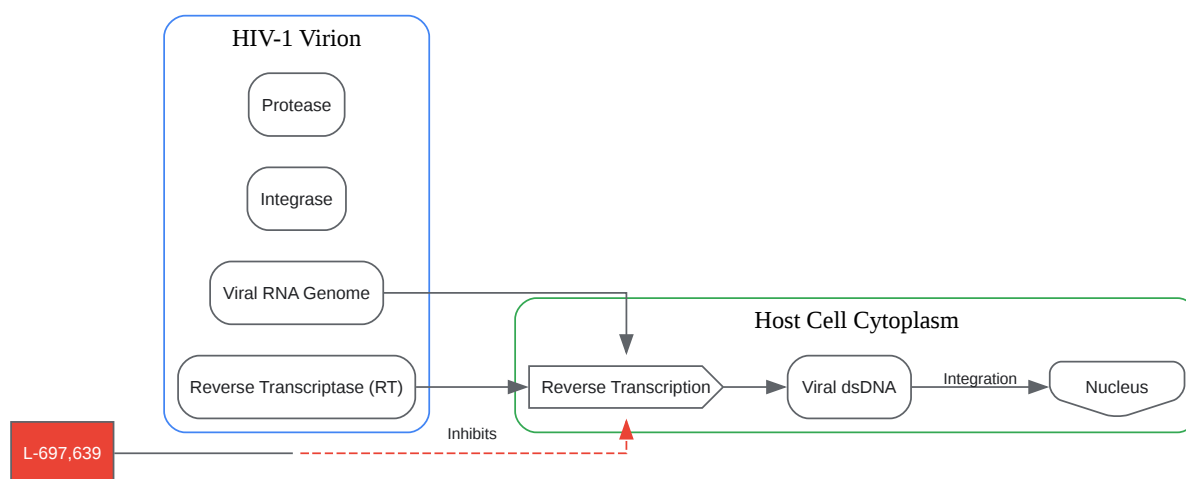 HIV-1 Virion
Protease
Integrase
Viral RNA Genome
Host Cell Cytoplasm
Reverse Transcriptase (RT)
Reverse Transcription
Viral dsDNA
Integration
Nucleus
Inhibits
L-697,639